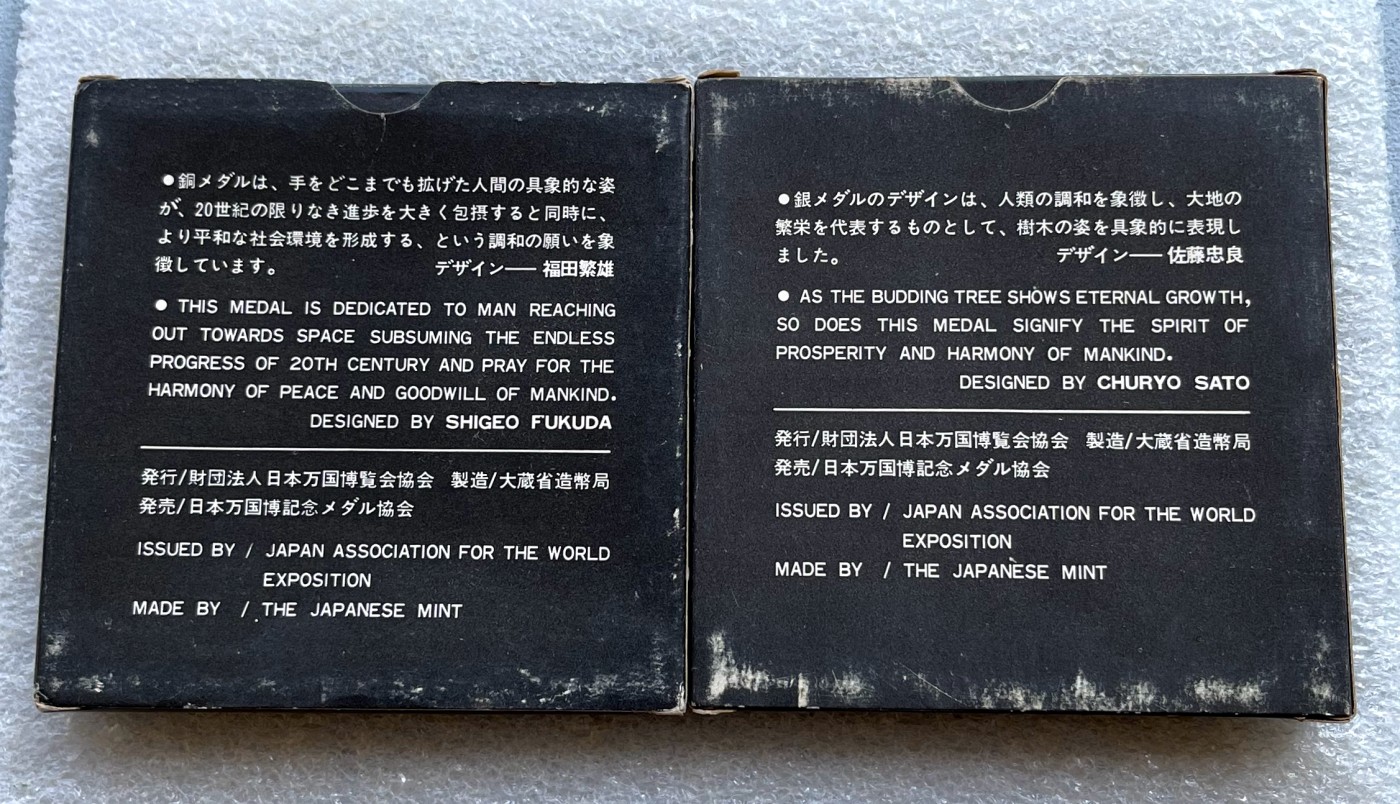 ●銅メダルは、手をどこまでも拡げた人間の具象的な姿
が、20世紀の限りなき進歩を大きく包摂すると同時に、
より平和な社会環境を形成する、という調和の願いを象
徴しています。 デザイン── 福田繁雄
● THIS MEDAL IS DEDICATED TO MAN REACHING
OUT TOWARDS SPACE SUBSUMING THE ENDLESS
PROGRESS OF 20TH CENTURY AND PRAY FOR THE
HARMONY OF PEACE AND GOODWILL OF MANKIND.
DESIGNED BY SHIGEO FUKUDA
発行/財団法人日本万国博覧会協会 製造/大蔵省造幣局
発売/日本万国博記念メダル協会
ISSUED BY / JAPAN ASSOCIATION FOR THE WORLD
EXPOSITION
MADE BY / THE JAPANESE MINT
●銀メダルのデザインは、人類の調和を象徴し、大地の
繁栄を代表するものとして、樹木の姿を具象的に表現し
ました。 デザイン── 佐藤忠良
● AS THE BUDDING TREE SHOWS ETERNAL GROWTH,
SO DOES THIS MEDAL SIGNIFY THE SPIRIT OF
PROSPERITY AND HARMONY OF MANKIND.
DESIGNED BY CHURYO SATO
発行/財団法人日本万国博覧会協会 製造/大蔵省造幣局
発売/日本万国博記念メダル協会
ISSUED BY / JAPAN ASSOCIATION FOR THE WORLD
EXPOSITION
MADE BY / THE JAPANESE MINT